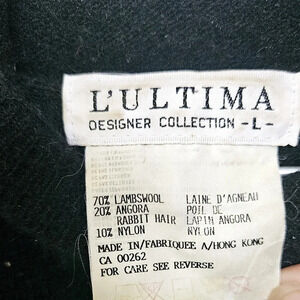 L'ULTIMA
DESIGNER COLLECTION -L-
70% LAMBSWOOL LAINE D'AGNEAU
20% ANGORA POIL DE
RABBIT HAIR LAPIN ANGORA
10% NYLON NYLON
MADE IN/FABRIQUEE A/HONG KONG
CA 00262
FOR CARE SEE REVERSE